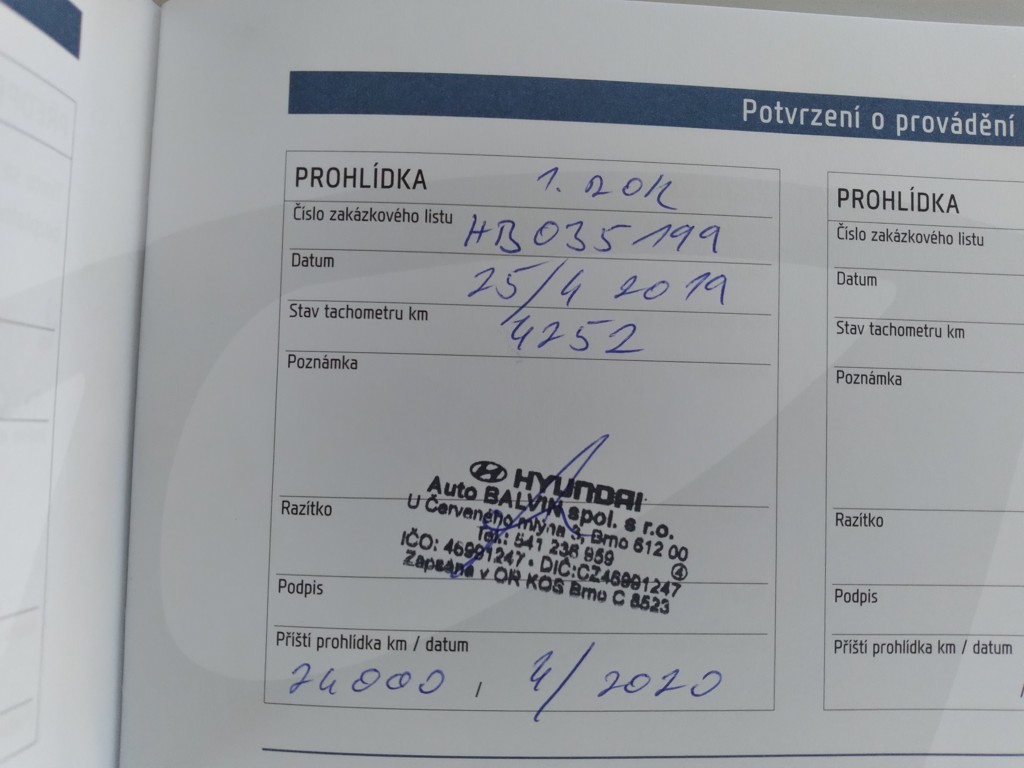 Potvrzení o provádění
PROHLÍDKA 1. ROK
Číslo zakázkového listu HB035199
Datum 25/4 2019
Stav tachometru km 4252
Poznámka
HYUNDAI
Auto BALVIN spol. s r.o.
U Červeného mlýna 3, Brno 612 00
Tel.: 541 236 959
④
IČO: 46991247 • DIČ:CZ46991247
Zapsána v OR KOS Brno C 8523
Razítko
Podpis
Příští prohlídka km / datum
24000 / 4/2020
PROHLÍDKA
Číslo zakázkového listu
Datum
Stav tachometru km
Poznámka
Razítko
Podpis
Příští prohlídka km / datum
/